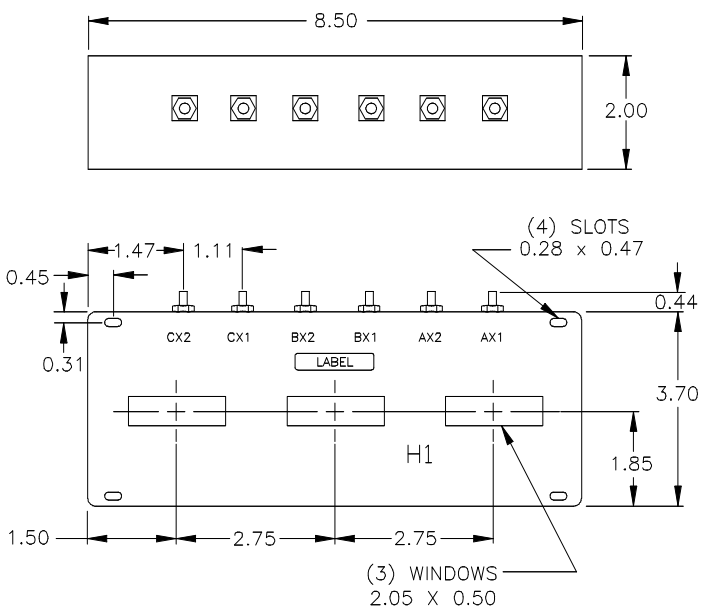 8.50
2.00
(4) SLOTS
1.47
1.11
0.28 x 0.47
0.45
0.44
CX2 CX1 BX2 BX1 AX2 AX1
0.31
LABEL
3.70
H1
1.85
1.50
2.75
2.75
(3) WINDOWS
2.05 X 0.50